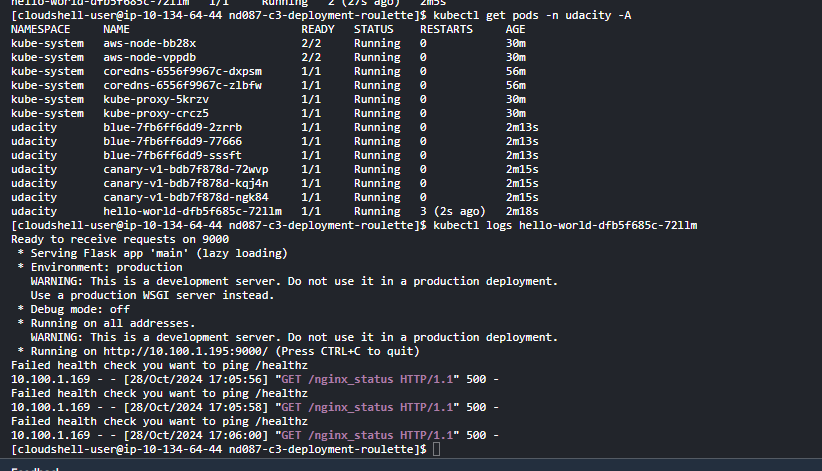 hello-world-dfb5f685c-72llm 1/1 Running 2 (27s ago) 2m5s
[cloudshell-user@ip-10-134-64-44 nd087-c3-deployment-roulette]$ kubectl get pods -n udacity -A
NAMESPACE NAME READY STATUS RESTARTS AGE
kube-system aws-node-bb28x 2/2 Running 0 30m
kube-system aws-node-vppdb 2/2 Running 0 30m
kube-system coredns-6556f9967c-dxpsm 1/1 Running 0 56m
kube-system coredns-6556f9967c-zlbfw 1/1 Running 0 56m
kube-system kube-proxy-5krzv 1/1 Running 0 30m
kube-system kube-proxy-crcz5 1/1 Running 0 30m
udacity blue-7fb6ff6dd9-2zrrb 1/1 Running 0 2m13s
udacity blue-7fb6ff6dd9-77666 1/1 Running 0 2m13s
udacity blue-7fb6ff6dd9-sssft 1/1 Running 0 2m13s
udacity canary-v1-bdb7f878d-72wvp 1/1 Running 0 2m15s
udacity canary-v1-bdb7f878d-kqj4n 1/1 Running 0 2m15s
udacity canary-v1-bdb7f878d-ngk84 1/1 Running 0 2m15s
udacity hello-world-dfb5f685c-72llm 1/1 Running 3 (2s ago) 2m18s
[cloudshell-user@ip-10-134-64-44 nd087-c3-deployment-roulette]$ kubectl logs hello-world-dfb5f685c-72llm
Ready to receive requests on 9000
* Serving Flask app 'main' (lazy loading)
* Environment: production
WARNING: This is a development server. Do not use it in a production deployment.
Use a production WSGI server instead.
* Debug mode: off
* Running on all addresses.
WARNING: This is a development server. Do not use it in a production deployment.
* Running on http://10.100.1.195:9000/ (Press CTRL+C to quit)
Failed health check you want to ping /healthz
10.100.1.169 - - [28/Oct/2024 17:05:56] "GET /nginx_status HTTP/1.1" 500 -
Failed health check you want to ping /healthz
10.100.1.169 - - [28/Oct/2024 17:05:58] "GET /nginx_status HTTP/1.1" 500 -
Failed health check you want to ping /healthz
10.100.1.169 - - [28/Oct/2024 17:06:00] "GET /nginx_status HTTP/1.1" 500 -
[cloudshell-user@ip-10-134-64-44 nd087-c3-deployment-roulette]$
Feedback